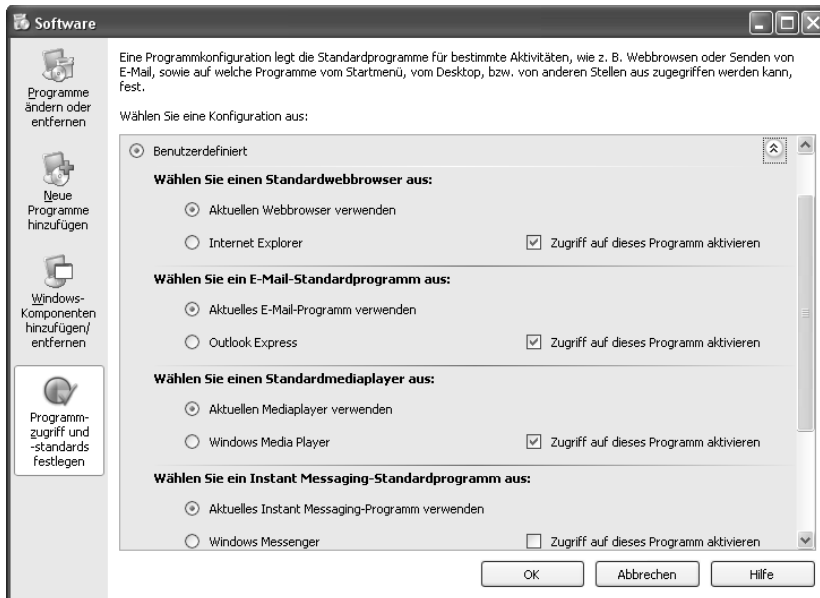 Software
Programme
ändern oder
entfernen
Neue
Programme
hinzufügen
Windows-
Komponenten
hinzufügen/
entfernen
Programm-
zugriff und
-standards
festlegen
Eine Programmkonfiguration legt die Standardprogramme für bestimmte Aktivitäten, wie z. B. Webbrowsen oder Senden von
E-Mail, sowie auf welche Programme vom Startmenü, vom Desktop, bzw. von anderen Stellen aus zugegriffen werden kann,
fest.
Wählen Sie eine Konfiguration aus:
Benutzerdefiniert
Wählen Sie einen Standardwebbrowser aus:
Aktuellen Webbrowser verwenden
Internet Explorer Zugriff auf dieses Programm aktivieren
Wählen Sie ein E-Mail-Standardprogramm aus:
Aktuelles E-Mail-Programm verwenden
Outlook Express Zugriff auf dieses Programm aktivieren
Wählen Sie einen Standardmediaplayer aus:
Aktuellen Mediaplayer verwenden
Windows Media Player Zugriff auf dieses Programm aktivieren
Wählen Sie ein Instant Messaging-Standardprogramm aus:
Aktuelles Instant Messaging-Programm verwenden
Windows Messenger Zugriff auf dieses Programm aktivieren
OK Abbrechen Hilfe